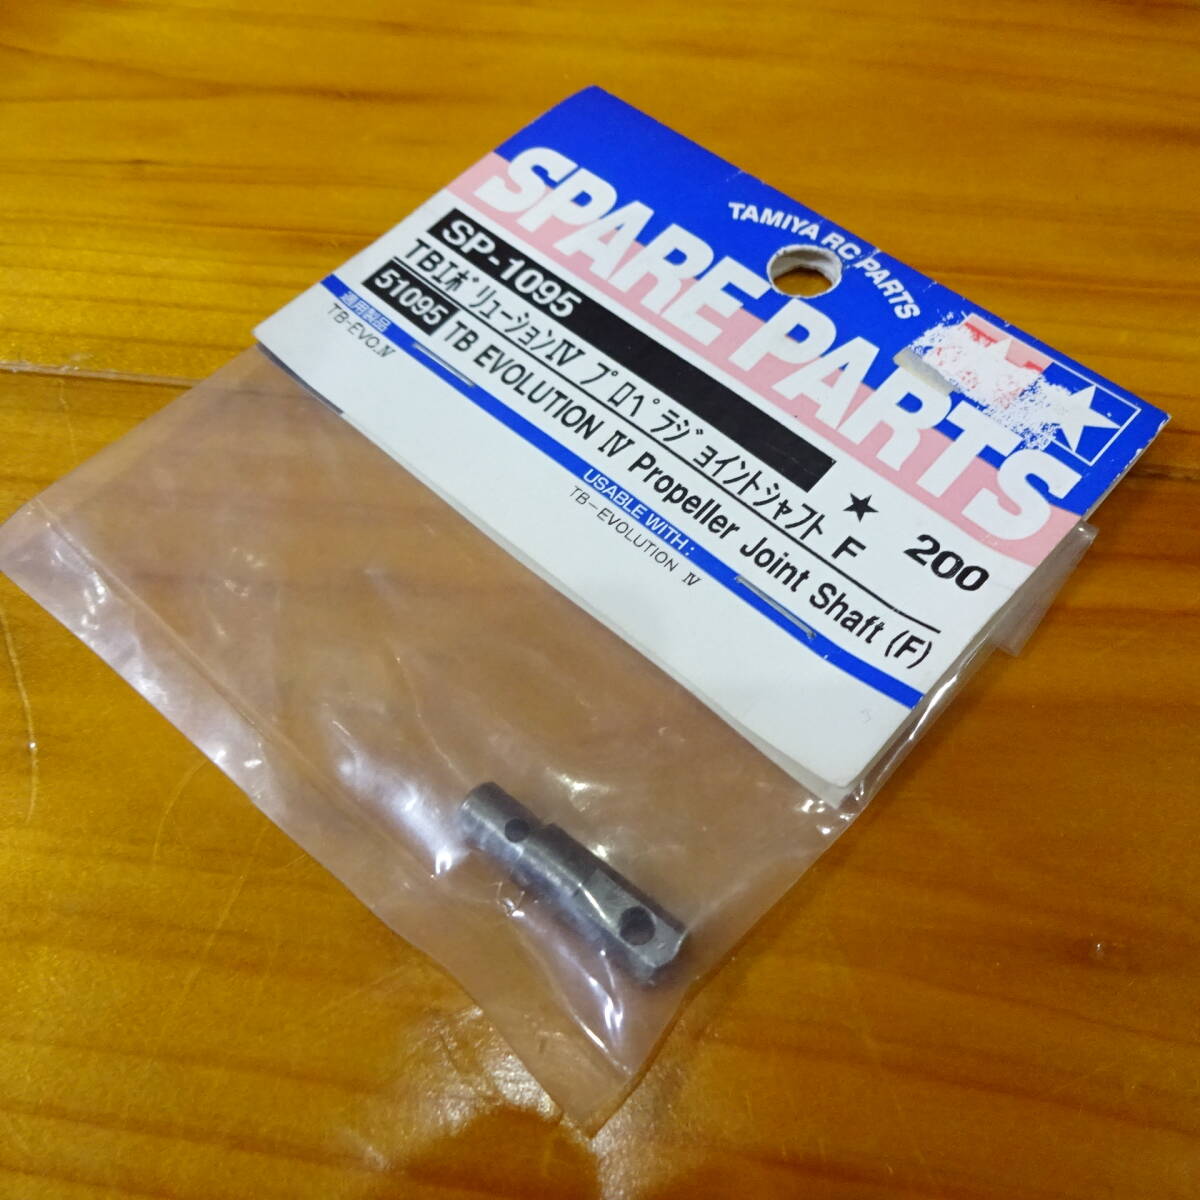 TAMIYA RC PARTS
SPARE PARTS
SP-1095
TBエボリューションⅣ プロペラジョイントシャフト F ★ 200
51095 TB EVOLUTION Ⅳ Propeller Joint Shaft (F)
適用製品 USABLE WITH:
TB-EVO.Ⅳ TB-EVOLUTION Ⅳ